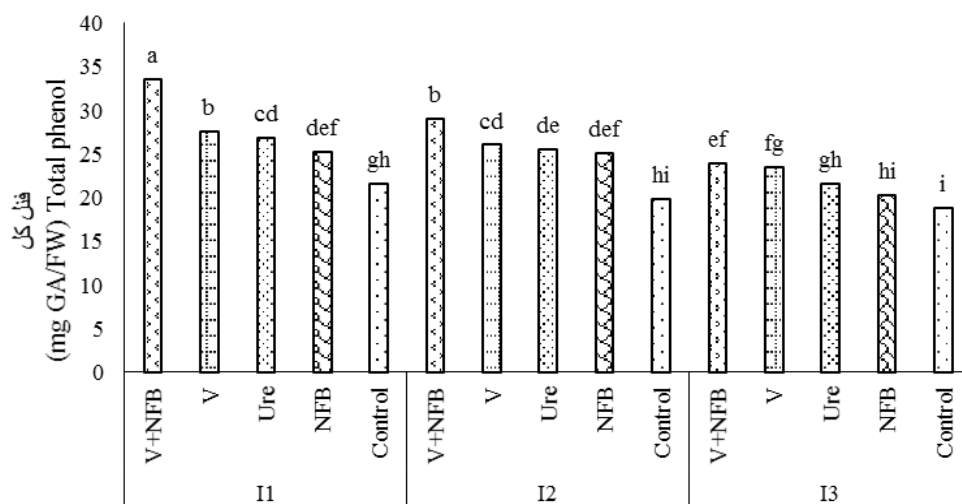 فنل کل
(mg GA/FW) Total phenol
40
35
30
25
20
15
10
5
0
a
b
cd
def
gh
b
cd
de
def
hi
ef
fg
gh
hi
i
V+NFB
V
Ure
NFB
Control
V+NFB
V
Ure
NFB
Control
V+NFB
V
Ure
NFB
Control
I1
I2
I3